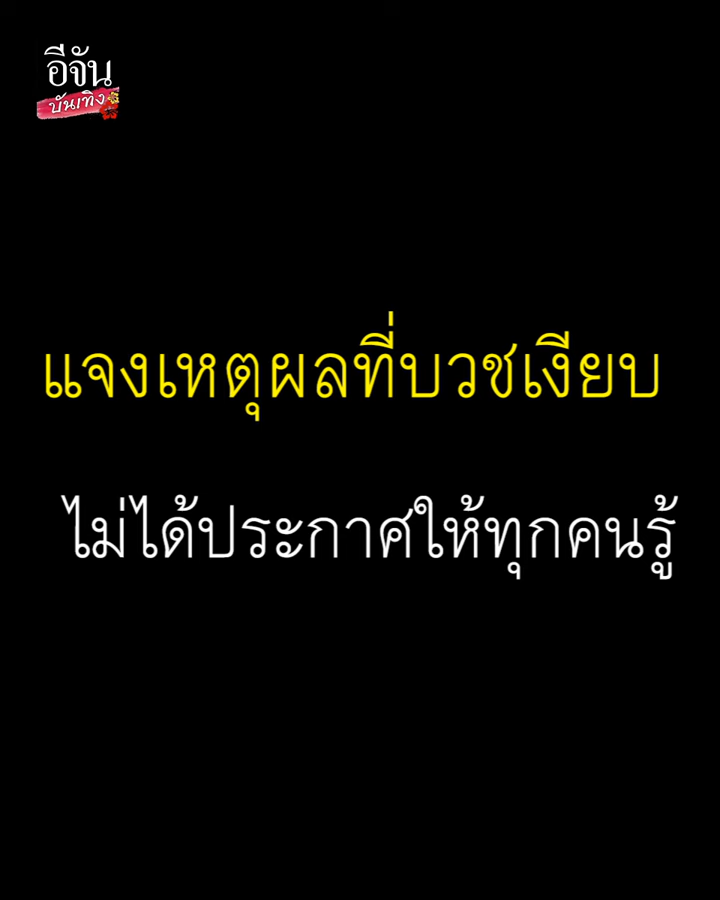 อีจัน
บันเทิง
แจงเหตุผลที่บวชเงียบ
ไม่ได้ประกาศให้ทุกคนรู้